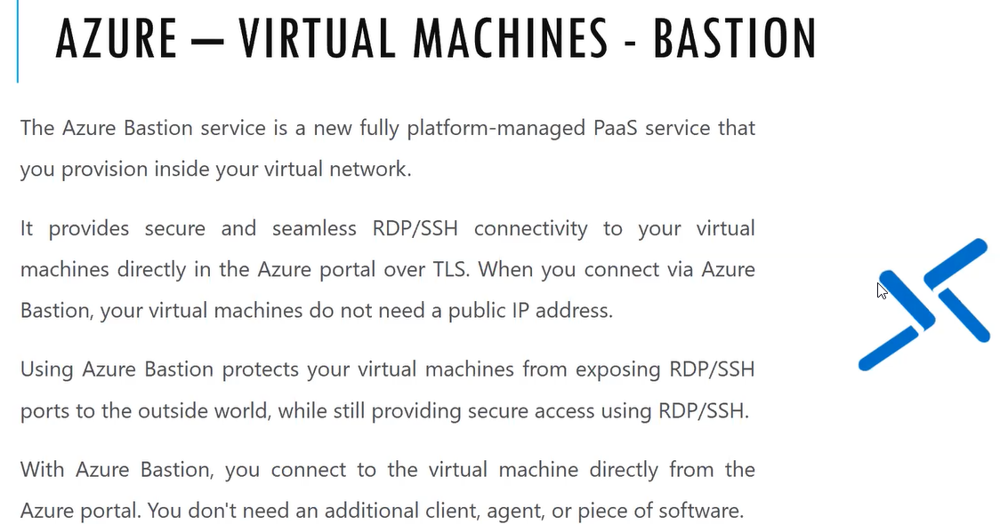 AZURE – VIRTUAL MACHINES - BASTION
The Azure Bastion service is a new fully platform-managed PaaS service that
you provision inside your virtual network.
It provides secure and seamless RDP/SSH connectivity to your virtual
machines directly in the Azure portal over TLS. When you connect via Azure
Bastion, your virtual machines do not need a public IP address.
Using Azure Bastion protects your virtual machines from exposing RDP/SSH
ports to the outside world, while still providing secure access using RDP/SSH.
With Azure Bastion, you connect to the virtual machine directly from the
Azure portal. You don't need an additional client, agent, or piece of software.